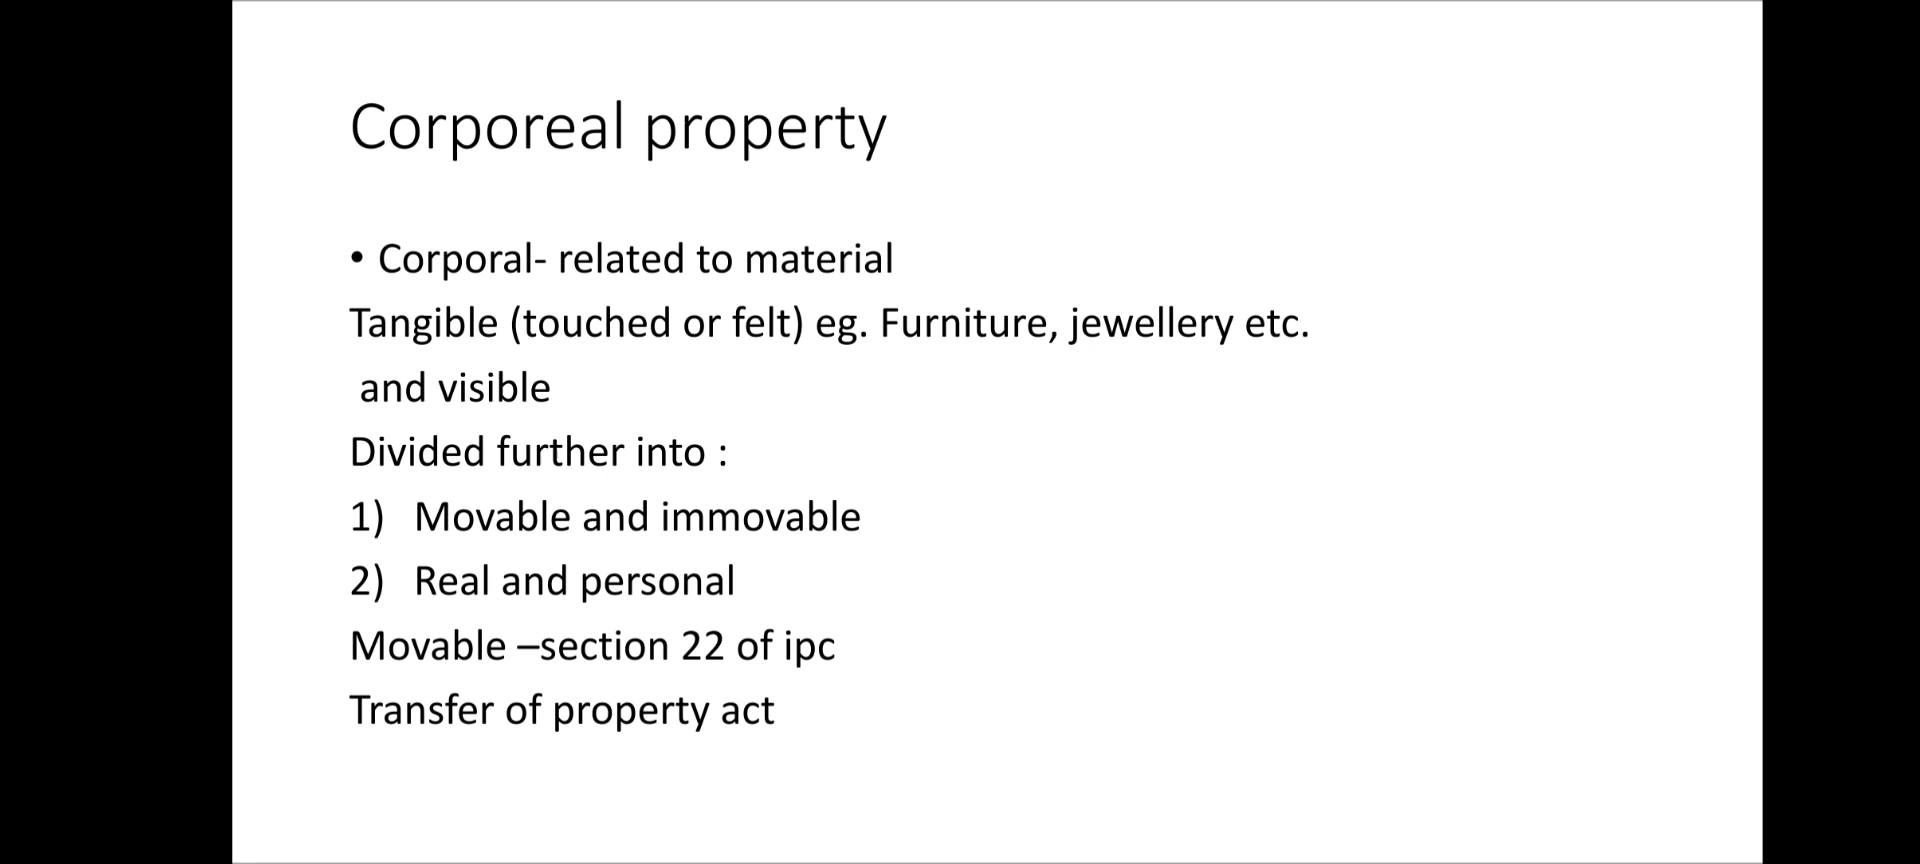 Corporeal property
• Corporal- related to material
Tangible (touched or felt) eg. Furniture, jewellery etc.
and visible
Divided further into :
1) Movable and immovable
2) Real and personal
Movable –section 22 of ipc
Transfer of property act